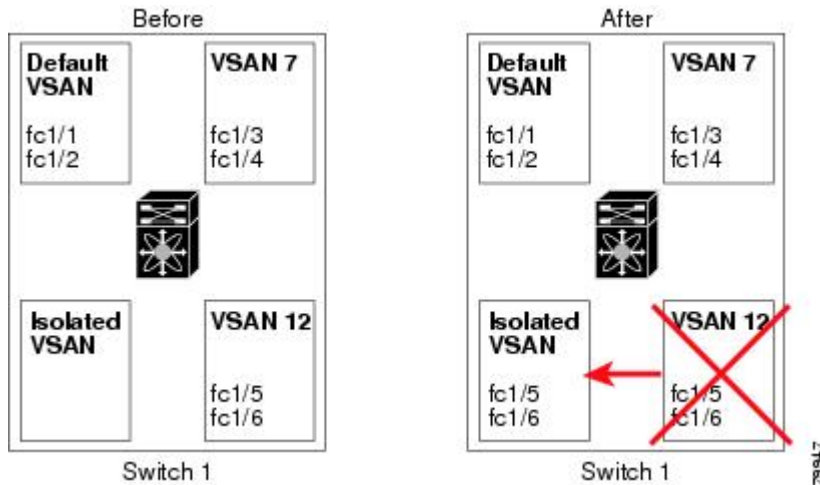 Before
Default
VSAN
fc1/1
fc1/2
VSAN 7
fc1/3
fc1/4
Isolated
VSAN
VSAN 12
fc1/5
fc1/6
Switch 1
After
Default
VSAN
fc1/1
fc1/2
VSAN 7
fc1/3
fc1/4
Isolated
VSAN
fc1/5
fc1/6
VSAN 12
fc1/5
fc1/6
Switch 1